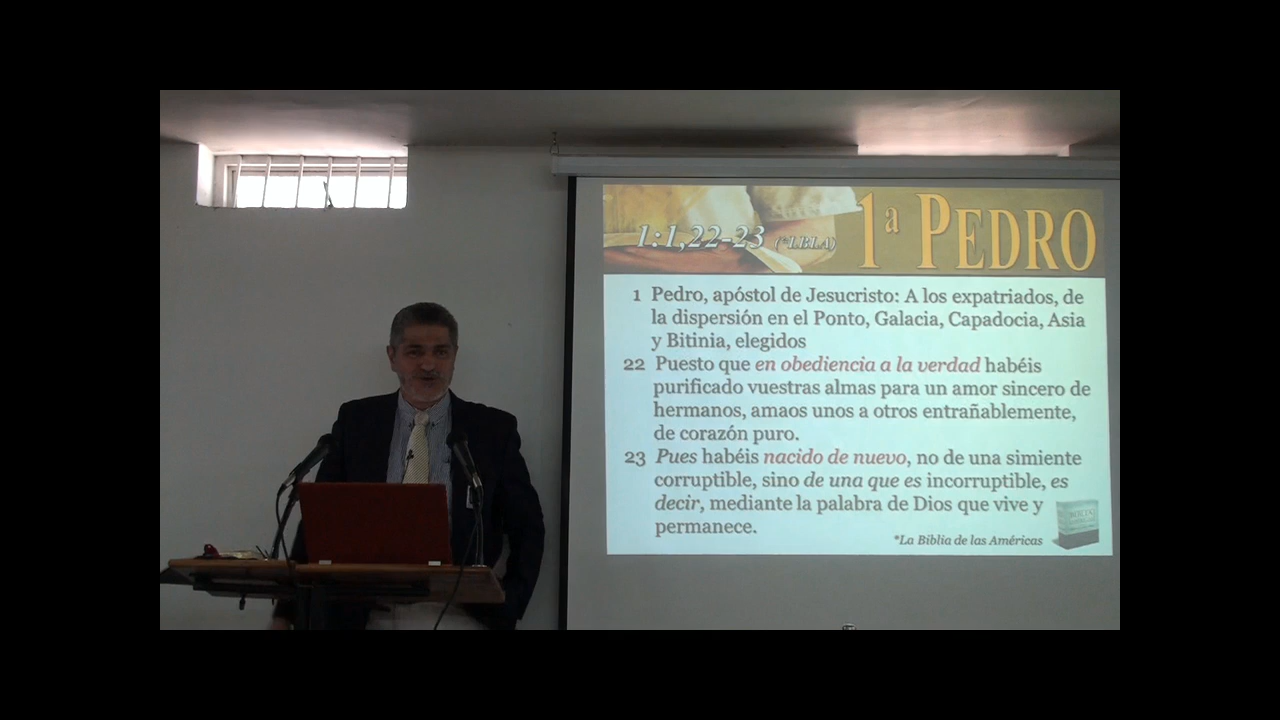 1:1,22-23 (*LBLA) 1ª PEDRO
1 Pedro, apóstol de Jesucristo: A los expatriados, de
la dispersión en el Ponto, Galacia, Capadocia, Asia
y Bitinia, elegidos
22 Puesto que en obediencia a la verdad habéis
purificado vuestras almas para un amor sincero de
hermanos, amaos unos a otros entrañablemente,
de corazón puro.
23 Pues habéis nacido de nuevo, no de una simiente
corruptible, sino de una que es incorruptible, es
decir, mediante la palabra de Dios que vive y
permanece.
*La Biblia de las Américas